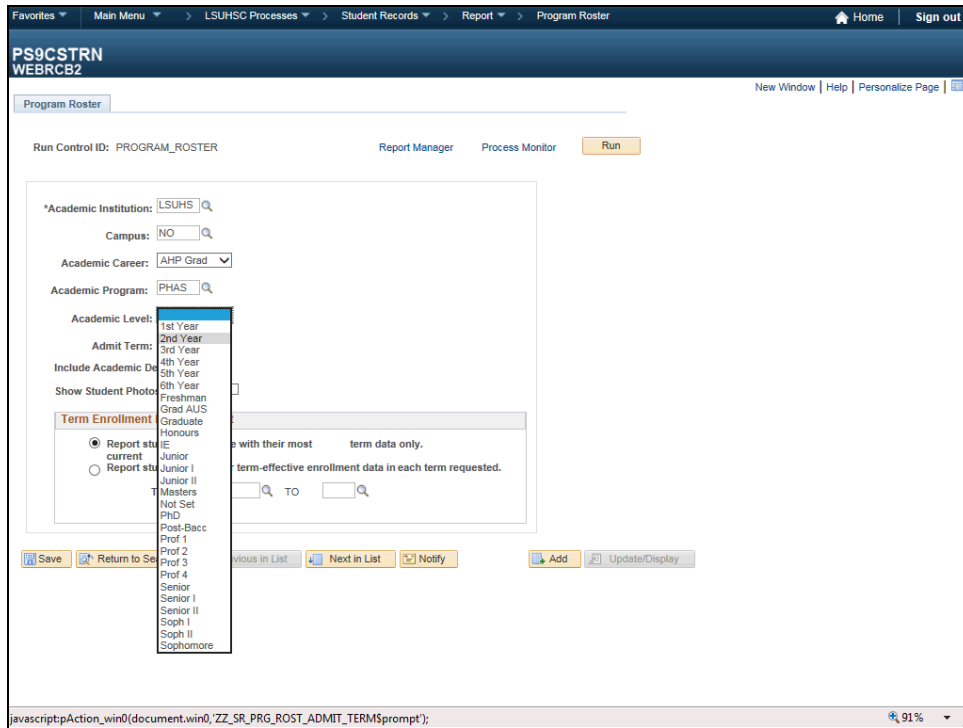 Favorites Main Menu > LSUHSC Processes > Student Records > Report > Program Roster Home Sign out
PS9CSTRN
WEBRCB2
New Window | Help | Personalize Page |
Program Roster
Run Control ID: PROGRAM_ROSTER Report Manager Process Monitor Run
*Academic Institution: LSUHS
Campus: NO
Academic Career: AHP Grad
Academic Program: PHAS
Academic Level:
1st Year
2nd Year
Admit Term:
3rd Year
4th Year
Include Academic De
5th Year
6th Year
Show Student Photos
Freshman
Grad AUS
Term Enrollment
Graduate
Honours
Report stu e with their most term data only.
IE
current
Junior
Report stu r term-effective enrollment data in each term requested.
Junior I
Junior II
T TO
Masters
Not Set
PhD
Post-Bacc
Prof 1
Prof 2
Save Return to Se vious in List Next in List Notify Add Update/Display
Prof 3
Prof 4
Senior
Senior I
Senior II
Soph I
Soph II
Sophomore
javascript:pAction_win0(document.win0,'ZZ_SR_PRG_ROST_ADMIT_TERM$prompt'); 91%